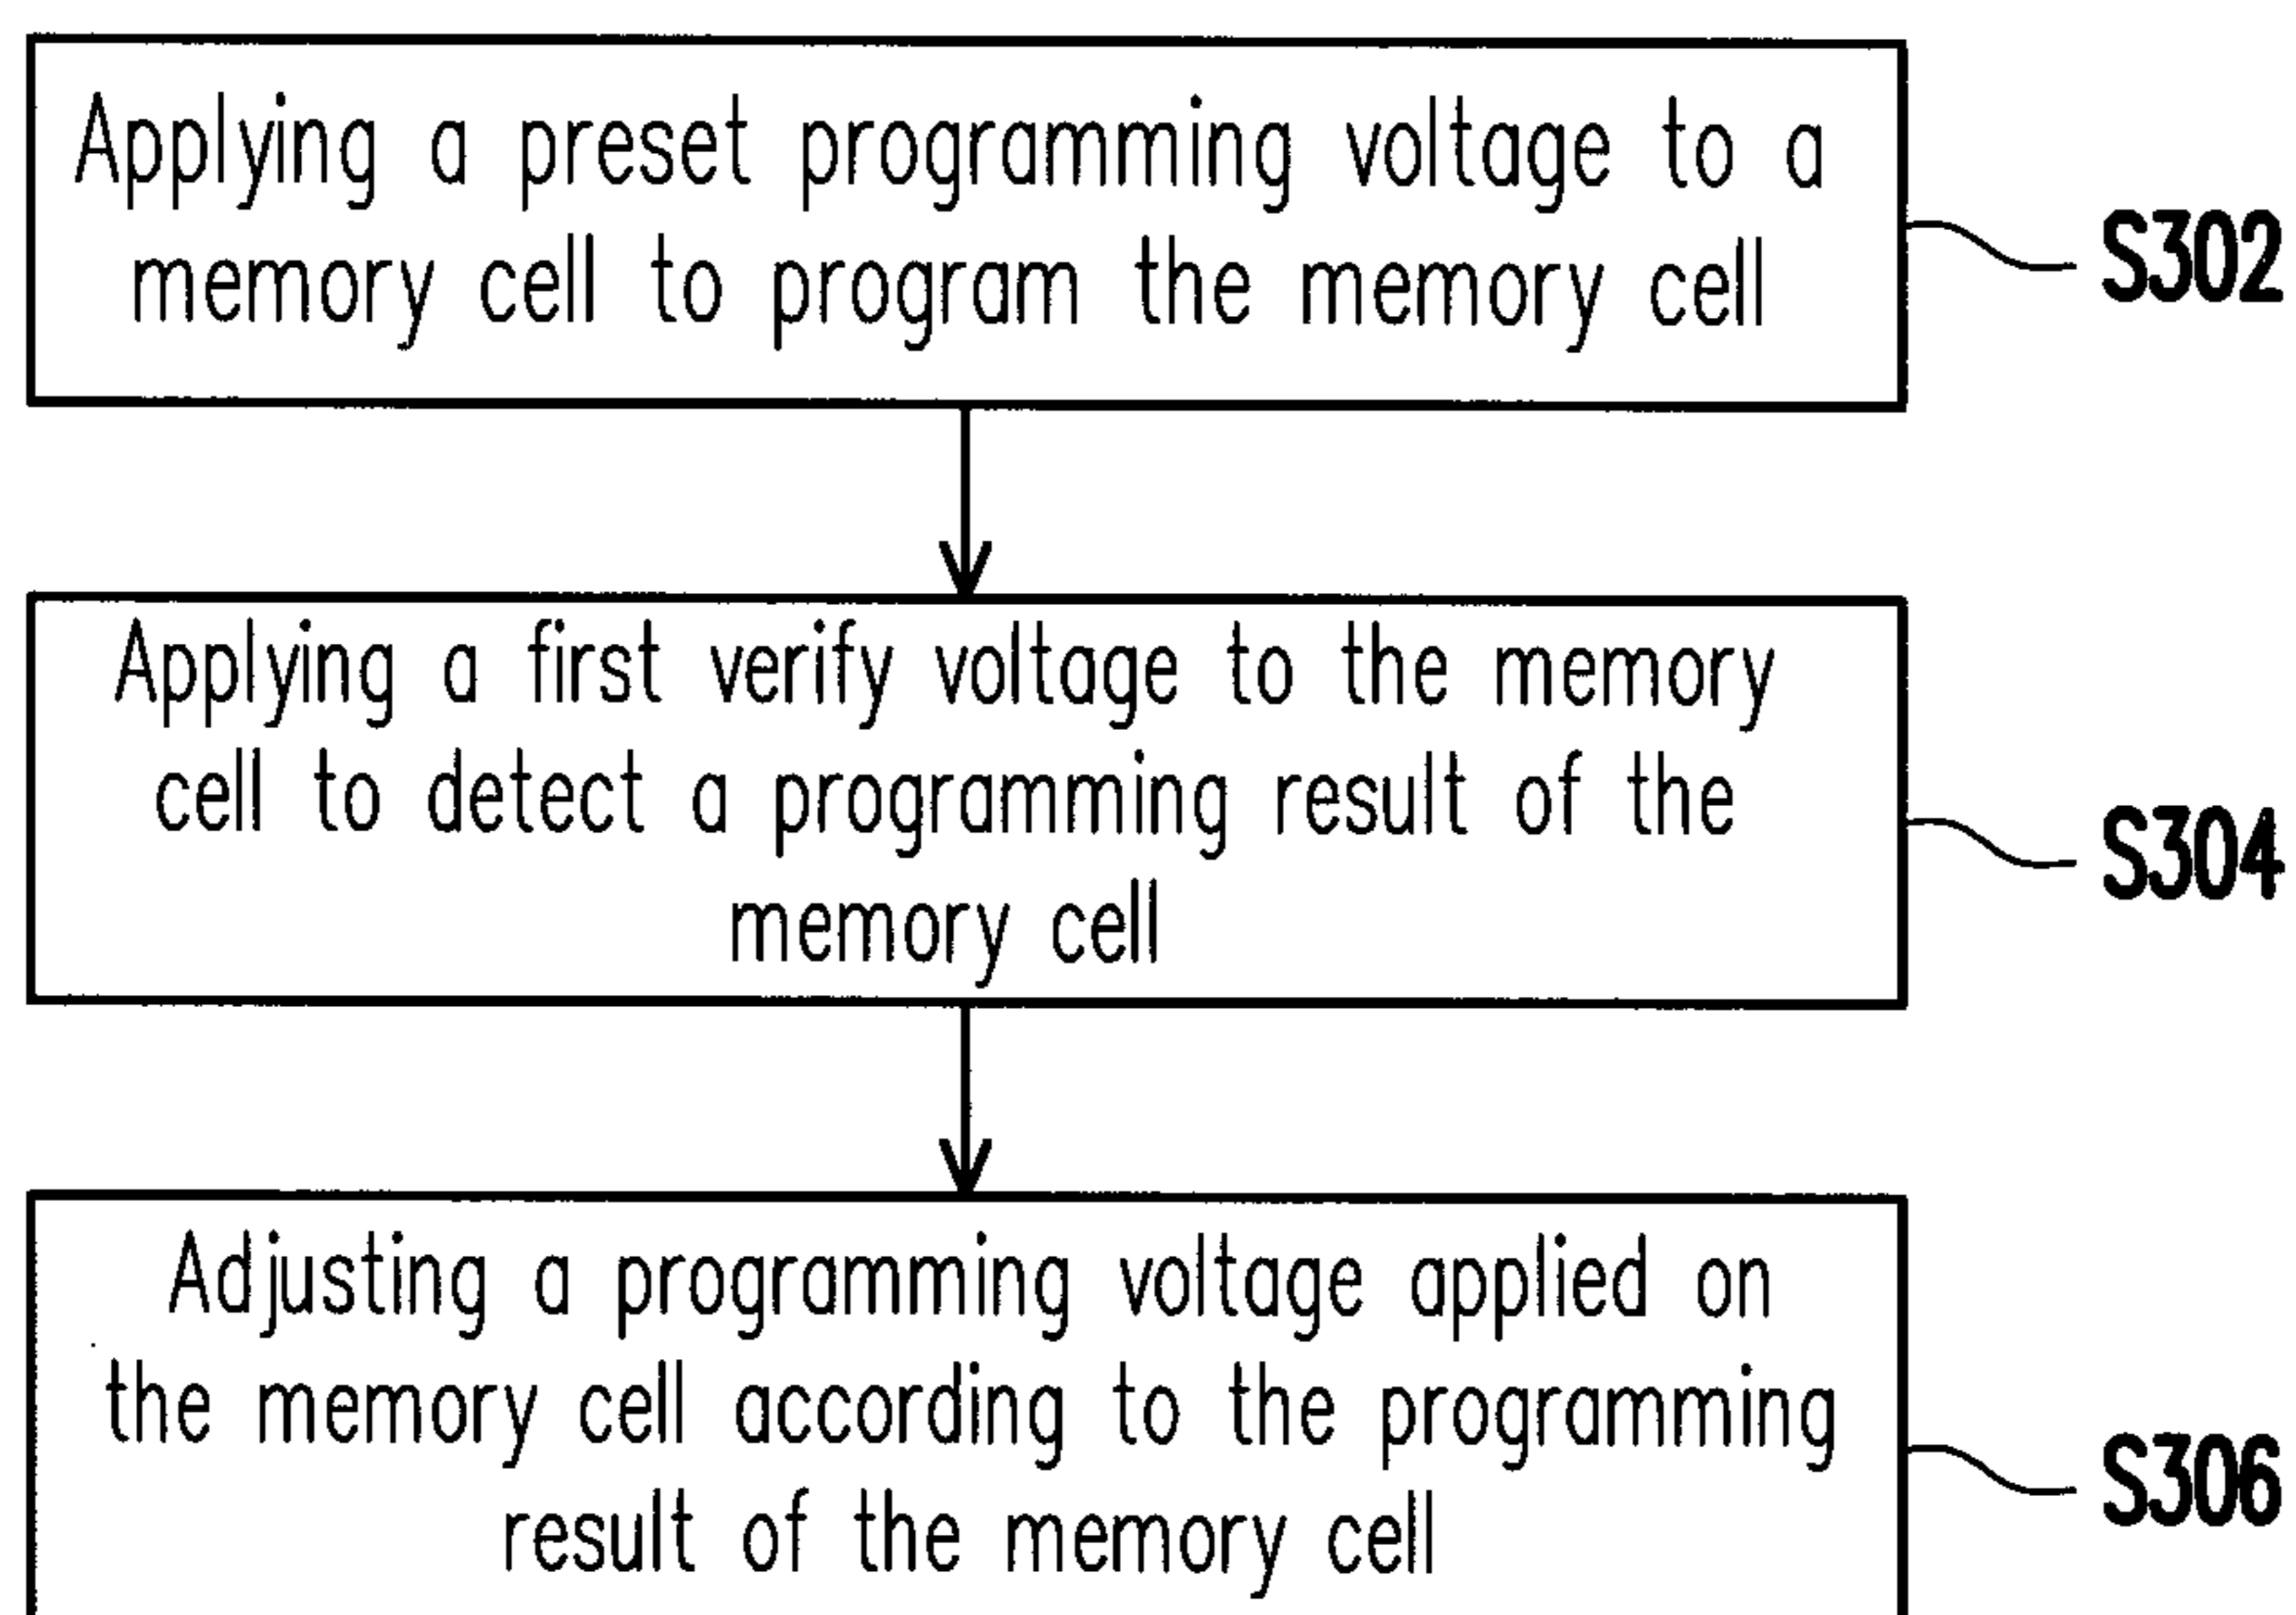 Applying a preset programming voltage to a
memory cell to program the memory cell
S302
Applying a first verify voltage to the memory
cell to detect a programming result of the
memory cell
S304
Adjusting a programming voltage applied on
the memory cell according to the programming
result of the memory cell
S306